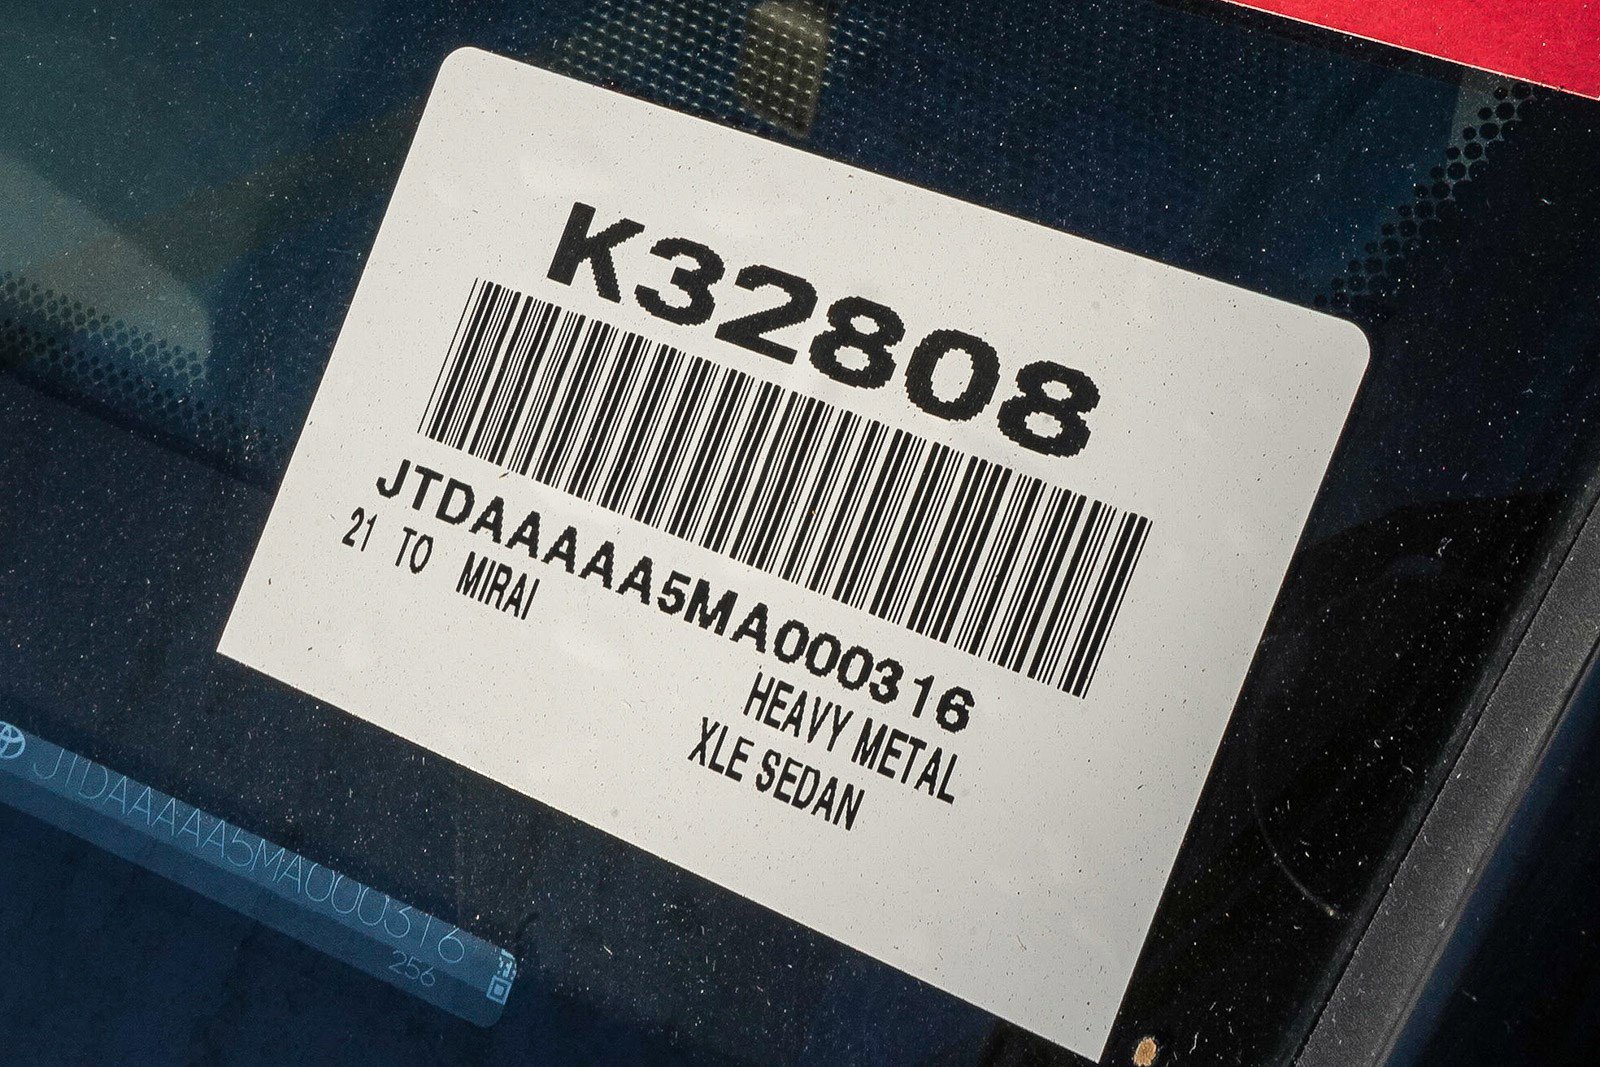 K32808
JTDAAAAA5MA000316
21 TO MIRAI
HEAVY METAL
XLE SEDAN
JTDAAAAA5MA000316
256